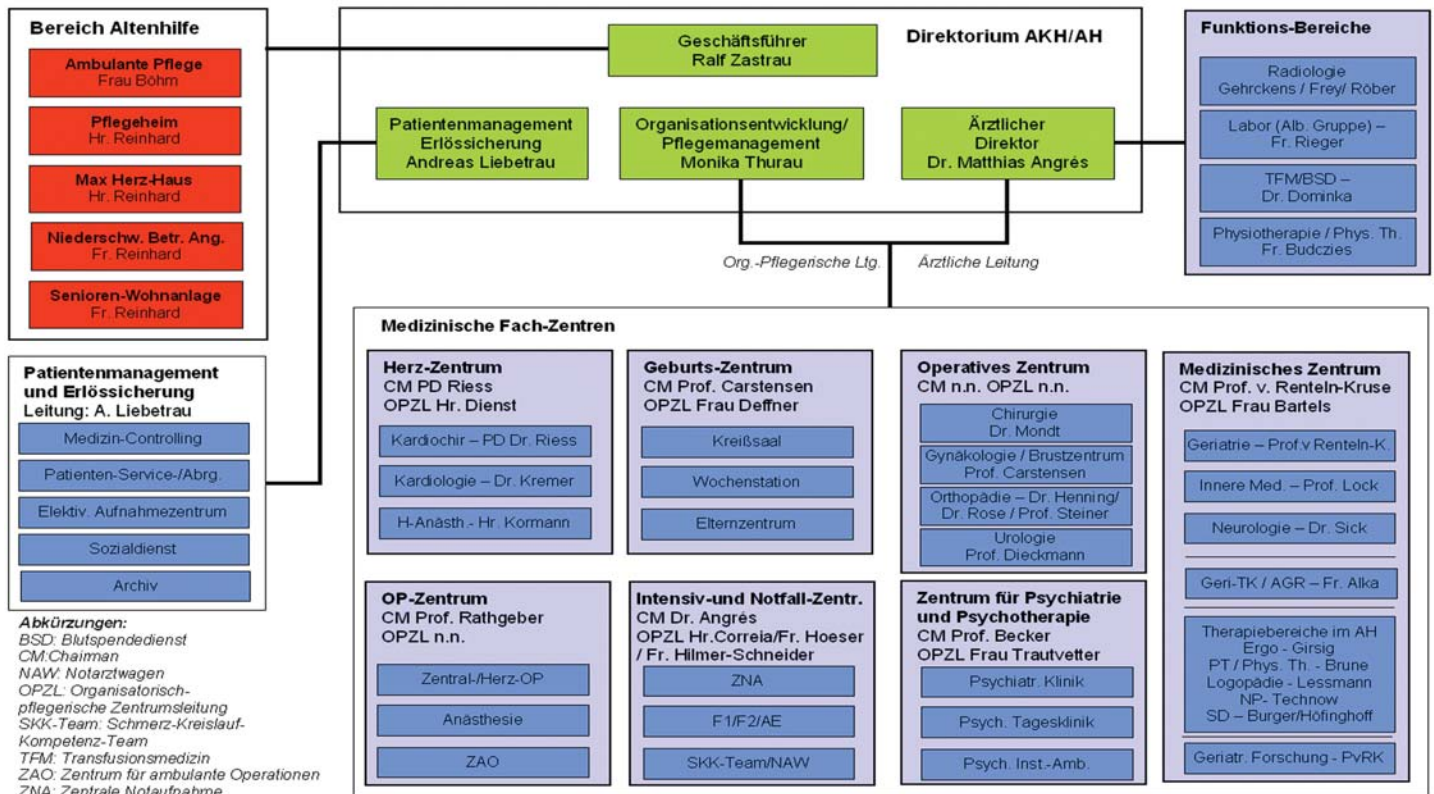 Bereich Altenhilfe
Ambulante Pflege
Frau Böhm
Pflegeheim
Hr. Reinhard
Max Herz-Haus
Hr. Reinhard
Niederschw. Betr. Ang.
Fr. Reinhard
Senioren-Wohnanlage
Fr. Reinhard
Direktorium AKH/AH
Geschäftsführer
Ralf Zastrau
Patientenmanagement
Erlössicherung
Andreas Liebetrau
Organisationsentwicklung/
Pflegemanagement
Monika Thurau
Ärztlicher
Direktor
Dr. Matthias Angrés
Funktions-Bereiche
Radiologie
Gehrckens / Frey/ Röber
Labor (Alb. Gruppe) –
Fr. Rieger
TFM/BSD –
Dr. Dominka
Physiotherapie / Phys. Th.
Fr. Budczies
Org.-Pflegerische Ltg.
Ärztliche Leitung
Patientenmanagement
und Erlössicherung
Leitung: A. Liebetrau
Medizin-Controlling
Patienten-Service-/Abrg.
Elektiv. Aufnahmezentrum
Sozialdienst
Archiv
Abkürzungen:
BSD: Blutspendedienst
CM:Chairman
NAW: Notarztwagen
OPZL: Organisatorisch-
pflegerische Zentrumsleitung
SKK-Team: Schmerz-Kreislauf-
Kompetenz-Team
TFM: Transfusionsmedizin
ZAO: Zentrum für ambulante Operationen
ZNA: Zentrale Notaufnahme
Medizinische Fach-Zentren
Herz-Zentrum
CM PD Riess
OPZL Hr. Dienst
Kardiochir – PD Dr. Riess
Kardiologie – Dr. Kremer
H-Anästh.- Hr. Kormann
Geburts-Zentrum
CM Prof. Carstensen
OPZL Frau Deffner
Kreißsaal
Wochenstation
Elternzentrum
Operatives Zentrum
CM n.n. OPZL n.n.
Chirurgie
Dr. Mondt
Gynäkologie / Brustzentrum
Prof. Carstensen
Orthopädie – Dr. Henning/
Dr. Rose / Prof. Steiner
Urologie
Prof. Dieckmann
Medizinisches Zentrum
CM Prof. v. Renteln-Kruse
OPZL Frau Bartels
Geriatrie – Prof.v Renteln-K.
Innere Med. – Prof. Lock
Neurologie – Dr. Sick
Geri-TK / AGR – Fr. Alka
Therapiebereiche im AH
Ergo - Girsig
PT / Phys. Th. - Brune
Logopädie - Lessmann
NP- Technow
SD – Burger/Höfinghoff
Geriatr. Forschung - PvRK
OP-Zentrum
CM Prof. Rathgeber
OPZL n.n.
Zentral-/Herz-OP
Anästhesie
ZAO
Intensiv-und Notfall-Zentr.
CM Dr. Angrés
OPZL Hr.Correia/Fr. Hoeser
/ Fr. Hilmer-Schneider
ZNA
F1/F2/AE
SKK-Team/NAW
Zentrum für Psychiatrie
und Psychotherapie
CM Prof. Becker
OPZL Frau Trautvetter
Psychiatr. Klinik
Psych. Tagesklinik
Psych. Inst.-Amb.